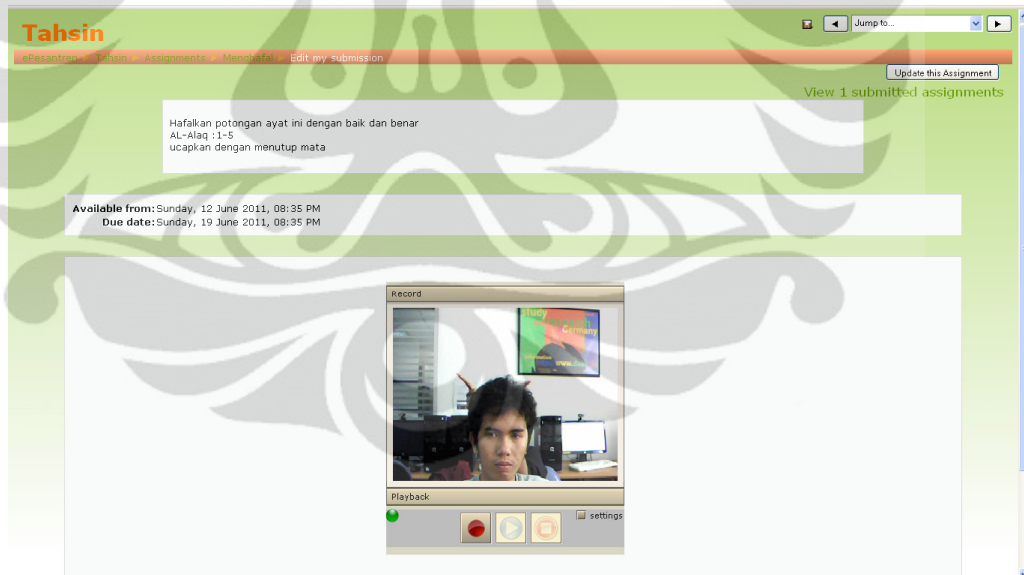 Tahsin
Jump to...
ePesantren ► Tahsin ► Assignments ► Menghafal ► Edit my submission
Update this Assignment
View 1 submitted assignments
Hafalkan potongan ayat ini dengan baik dan benar
AL-Alaq :1-5
ucapkan dengan menutup mata
Available from: Sunday, 12 June 2011, 08:35 PM
Due date: Sunday, 19 June 2011, 08:35 PM
Record
study
Germany
Playback
settings